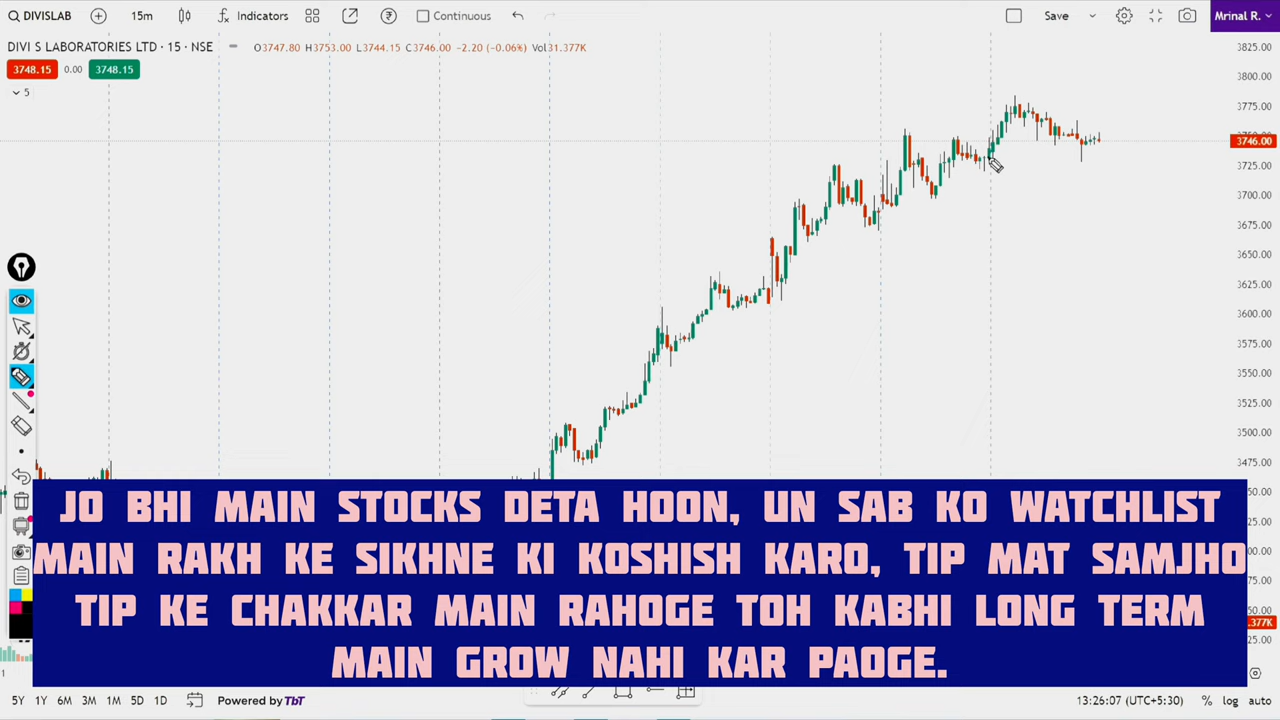 DIVISLAB
15m
Indicators
Continuous
Save
Mrinal R.
DIVI S LABORATORIES LTD · 15 · NSE
O3747.80 H3753.00 L3744.15 C3746.00 -2.20 (-0.06%) Vol31.377K
3748.15 0.00 3748.15
5
3825.00
3800.00
3775.00
3746.00
3725.00
3700.00
3675.00
3650.00
3625.00
3600.00
3575.00
3550.00
3525.00
3500.00
3475.00
JO BHI MAIN STOCKS DETA HOON, UN SAB KO WATCHLIST
MAIN RAKH KE SIKHNE KI KOSHISH KARO, TIP MAT SAMJHO
TIP KE CHAKKAR MAIN RAHOGE TOH KABHI LONG TERM
MAIN GROW NAHI KAR PAOGE.
5Y 1Y 6M 3M 1M 5D 1D Powered by TbT
13:26:07 (UTC+5:30) % log auto